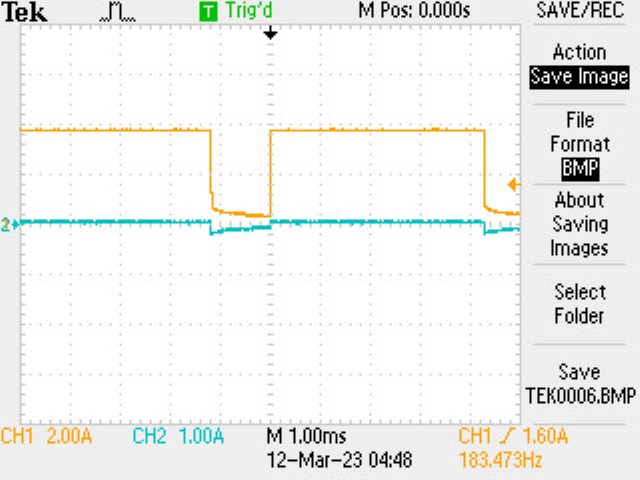 Tek T Trig'd M Pos: 0.000s SAVE/REC
Action
Save Image
File
Format
BMP
About
Saving
Images
Select
Folder
Save
TEK0006.BMP
2
CH1 2.00A CH2 1.00A M 1.00ms CH1 1.60A
12-Mar-23 04:48 183.473Hz